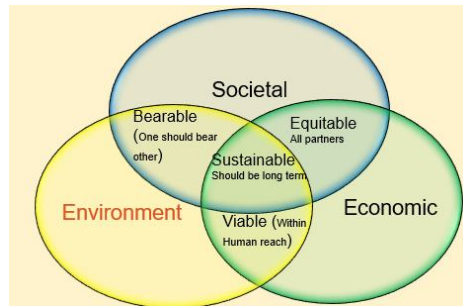 Societal
Bearable
(One should bear
other)
Equitable
All partners
Sustainable
Should be long term
Environment
Economic
Viable (Within
Human reach)